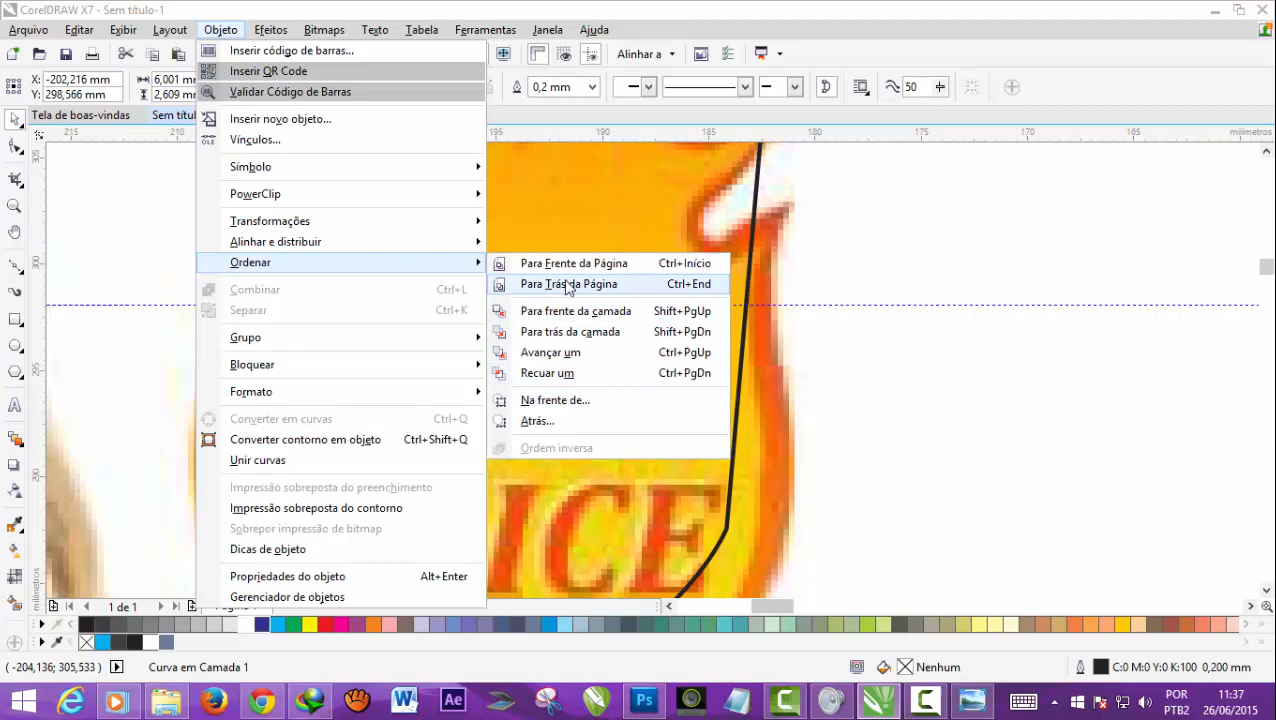 CorelDRAW X7 - Sem título-1
Arquivo Editar Exibir Layout Objeto Efeitos Bitmaps Texto Tabela Ferramentas Janela Ajuda
Alinhar a
X: -202,216 mm 6,001 mm
Y: 298,566 mm 2,609 mm
0,2 mm
50
Tela de boas-vindas
215 210 195 190 185 180 175 170 165 milímetros
Inserir código de barras...
Inserir QR Code
Validar Código de Barras
Inserir novo objeto...
Vínculos...
Símbolo
PowerClip
Transformações
Alinhar e distribuir
Ordenar
Combinar Ctrl+L
Separar Ctrl+K
Grupo
Bloquear
Formato
Converter em curvas Ctrl+Q
Converter contorno em objeto Ctrl+Shift+Q
Unir curvas
Impressão sobreposta do preenchimento
Impressão sobreposta do contorno
Sobrepor impressão de bitmap
Dicas de objeto
Propriedades do objeto Alt+Enter
Gerenciador de objetos
Para Frente da Página Ctrl+Início
Para Trás da Página Ctrl+End
Para frente da camada Shift+PgUp
Para trás da camada Shift+PgDn
Avançar um Ctrl+PgUp
Recuar um Ctrl+PgDn
Na frente de...
Atrás...
Ordem inversa
ICE
1 de 1
(-204,136; 305,533) Curva em Camada 1 Nenhum C:0 M:0 Y:0 K:100 0,200 mm
POR 11:37
PTB2 26/06/2015